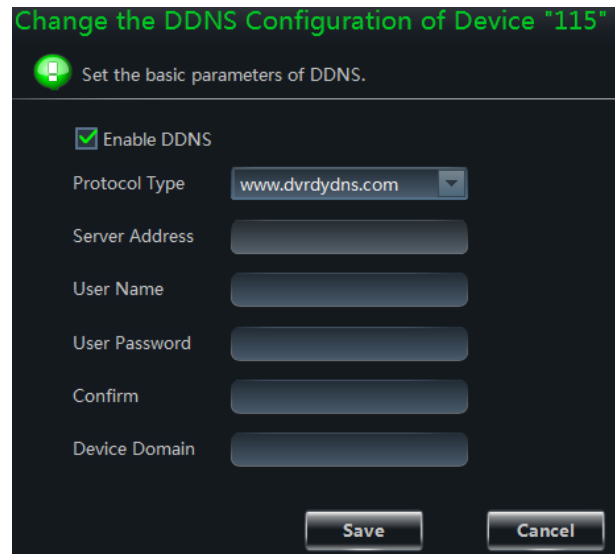 Change the DDNS Configuration of Device "115"
Set the basic parameters of DDNS.
Enable DDNS
Protocol Type www.dvrdydns.com
Server Address
User Name
User Password
Confirm
Device Domain
Save Cancel